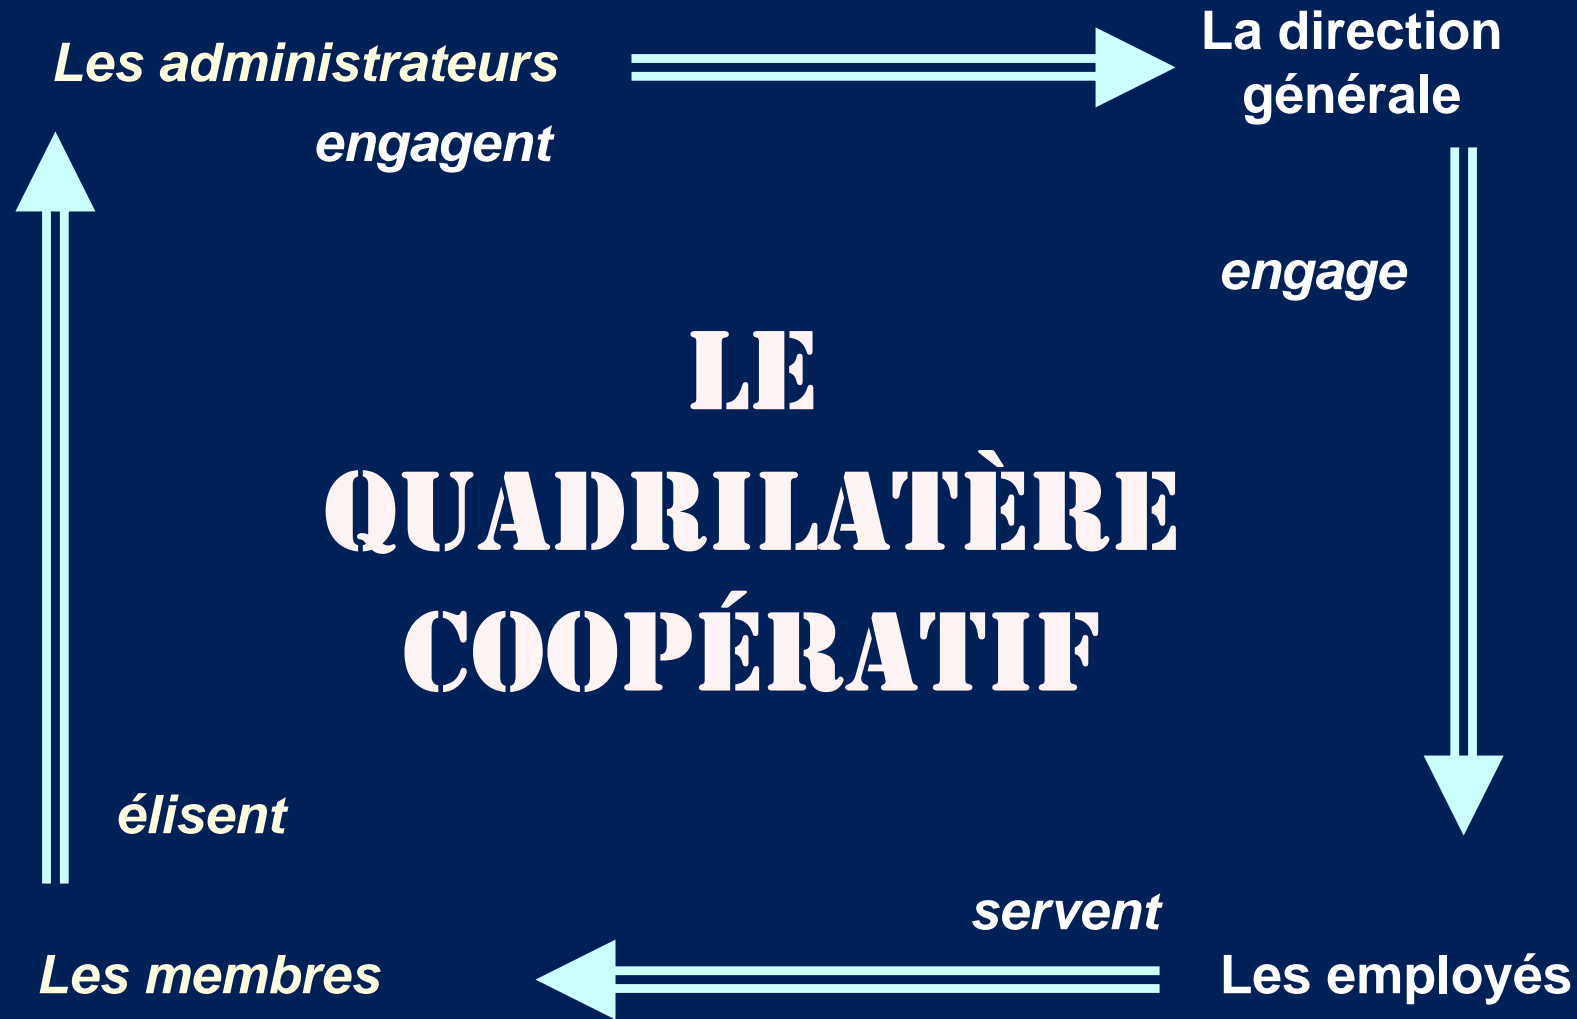 Les administrateurs
engagent
La direction
générale
engage
LE
QUADRILATÈRE
COOPÉRATIF
élisent
servent
Les membres
Les employés